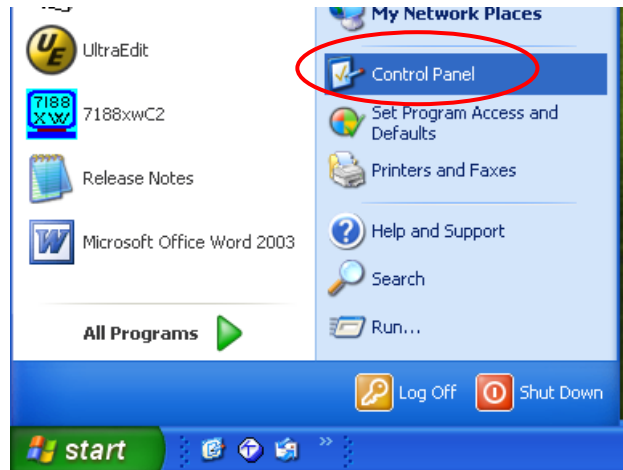 My Network Places
UltraEdit
Control Panel
7188
XW
7188xwC2
Set Program Access and
Defaults
Release Notes
Printers and Faxes
Microsoft Office Word 2003
Help and Support
Search
All Programs
Run...
Log Off
Shut Down
start